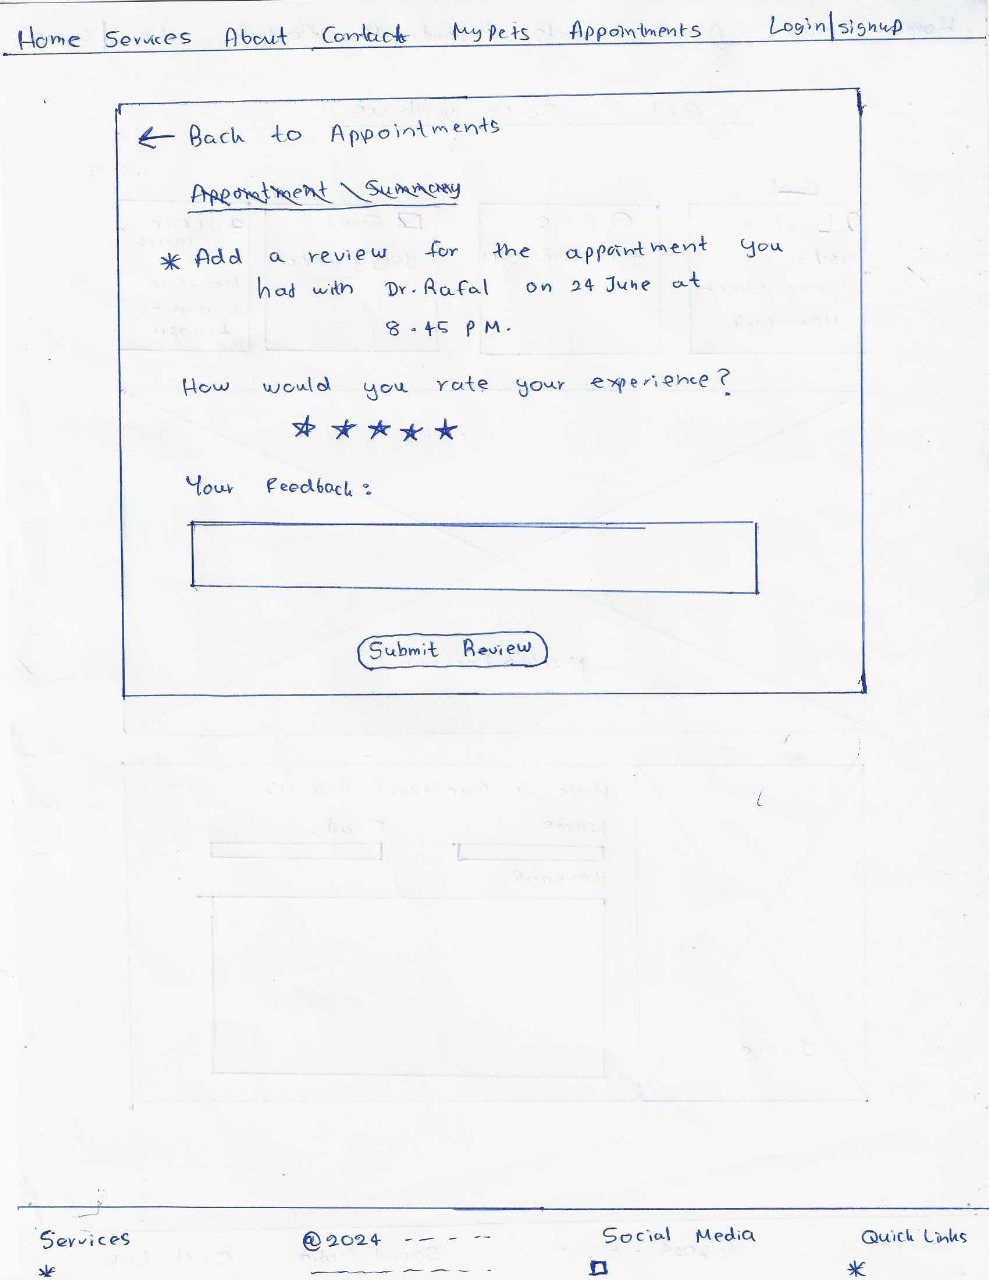 Home Services About Contact My Pets Appointments Login/signup
← Back to Appointments
Appointment Summary
* Add a review for the appointment you
had with Dr. Rafal on 24 June at
8.45 PM.
How would you rate your experience?
Your Feedback:
Submit Review
Services @2024 Social Media Quick Links